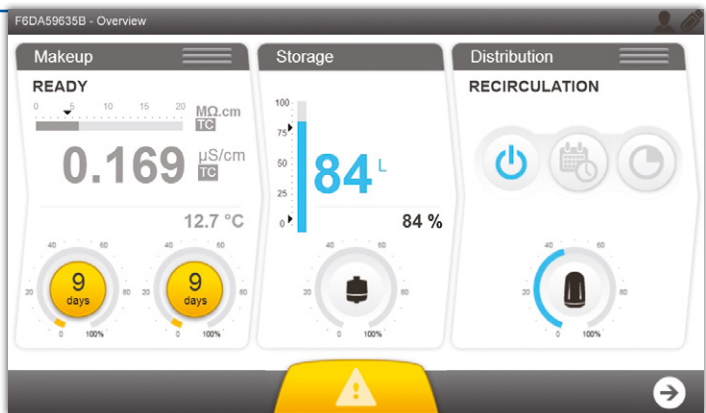 F6DA59635B - Overview
Makeup
READY
0 5 10 15 20 MΩ.cm
TC
0.169 µS/cm
TC
12.7 °C
40 60
20 80
0 100%
9
days
40 60
20 80
0 100%
9
days
Storage
100
75
50
25
0
84 L
84 %
40 60
20 80
0 100%
Distribution
RECIRCULATION
40 60
20 80
0 100%